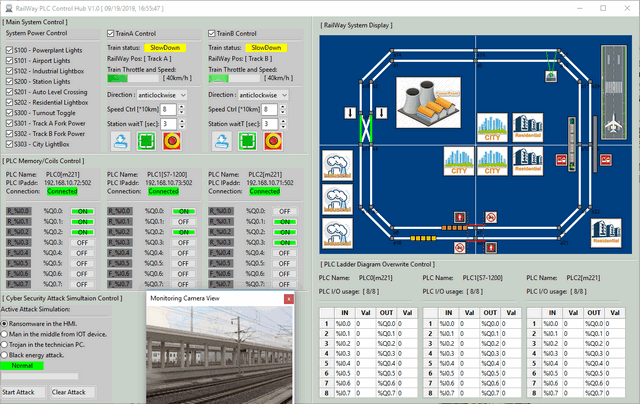 RailWay PLC Control Hub V1.0 [ 09/19/2019, 16:55:47 ]
[ Main System Control ]
System Power Control
S100 - Powerplant Lights
S101 - Airport Lights
S102 - Industrial Lightbox
S200 - Station Lights
S201 - Auto Level Crossing
S202 - Residential Lightbox
S300 - Turnout Toggle
S301 - Track A Fork Power
S302 - Track B Fork Power
S303 - City LightBox
TrainA Control
Train status: SlowDown
RailWay Pos: [ Track A ]
Train Throttle and Speed:
[ 40km/h ]
Direction : anticlockwise
Speed Ctrl [*10km] 8
Station waitT [sec]: 3
TrainB Control
Train status: SlowDown
RailWay Pos: [ Track B ]
Train Throttle and Speed:
[ 40km/h ]
Direction : anticlockwise
Speed Ctrl [*10km] 8
Station waitT [sec]: 3
[ PLC Memory/Coils Control ]
PLC Name: PLC0[m221]
PLC IPaddr: 192.168.10.72:502
Connection: Connected
R_%I0.0 %Q0.0: ON
R_%I0.1 %Q0.1: ON
R_%I0.2 %Q0.2: ON
R_%I0.3 %Q0.3: OFF
R_%I0.4 %Q0.4: OFF
R_%I0.5 %Q0.5: OFF
R_%I0.6 %Q0.6: OFF
R_%I0.7 %Q0.7: OFF
PLC Name: PLC1[S7-1200]
PLC IPaddr: 192.168.10.73:502
Connection: Connected
R_%I0.0 %Q0.0: ON
R_%I0.1 %Q0.1: ON
R_%I0.2 %Q0.2: ON
R_%I0.3 %Q0.3: OFF
R_%I0.4 %Q0.4: OFF
R_%I0.5 %Q0.5: OFF
R_%I0.6 %Q0.6: OFF
R_%I0.7 %Q0.7: OFF
PLC Name: PLC2[m221]
PLC IPaddr: 192.168.10.71:502
Connection: Connected
R_%I0.0 %Q0.0: OFF
R_%I0.1 %Q0.1: ON
R_%I0.2 %Q0.2: ON
R_%I0.3 %Q0.3: ON
R_%I0.4 %Q0.4: OFF
R_%I0.5 %Q0.5: OFF
R_%I0.6 %Q0.6: OFF
R_%I0.7 %Q0.7: OFF
[ Cyber Security Attack Simultaion Control ]
Active Attack Simulation:
Ransomware in the HMI.
Man in the middle from IOT device.
Trojan in the technician PC.
Black energy attack.
Normal
Start Attack Clear Attack
Monitoring Camera View
[ RailWay System Display ]
CITY
Residential
CITY
CITY
Residential
Residential
[ PLC Ladder Diagram Overwrite Control ]
PLC Name: PLC0[m221]
PLC I/O usage: [ 8/8 ]
IN Val OUT Val
1 %I0.0 0 %Q0.0 0
2 %I0.1 0 %Q0.1 0
3 %I0.2 0 %Q0.2 0
4 %I0.3 0 %Q0.3 0
5 %I0.4 0 %Q0.4 0
6 %I0.5 0 %Q0.5 0
7 %I0.6 0 %Q0.6 0
8 %I0.7 0 %Q0.7 0
PLC Name: PLC1[S7-1200]
PLC I/O usage: [ 8/8 ]
IN Val OUT Val
1 %I0.0 0 %Q0.0 0
2 %I0.1 0 %Q0.1 0
3 %I0.2 0 %Q0.2 0
4 %I0.3 0 %Q0.3 0
5 %I0.4 0 %Q0.4 0
6 %I0.5 0 %Q0.5 0
7 %I0.6 0 %Q0.6 0
8 %I0.7 0 %Q0.7 0
PLC Name: PLC2[m221]
PLC I/O usage: [ 8/8 ]
IN Val OUT Val
1 %I0.0 0 %Q0.0 0
2 %I0.1 0 %Q0.1 0
3 %I0.2 0 %Q0.2 0
4 %I0.3 0 %Q0.3 0
5 %I0.4 0 %Q0.4 0
6 %I0.5 0 %Q0.5 0
7 %I0.6 0 %Q0.6 0
8 %I0.7 0 %Q0.7 0